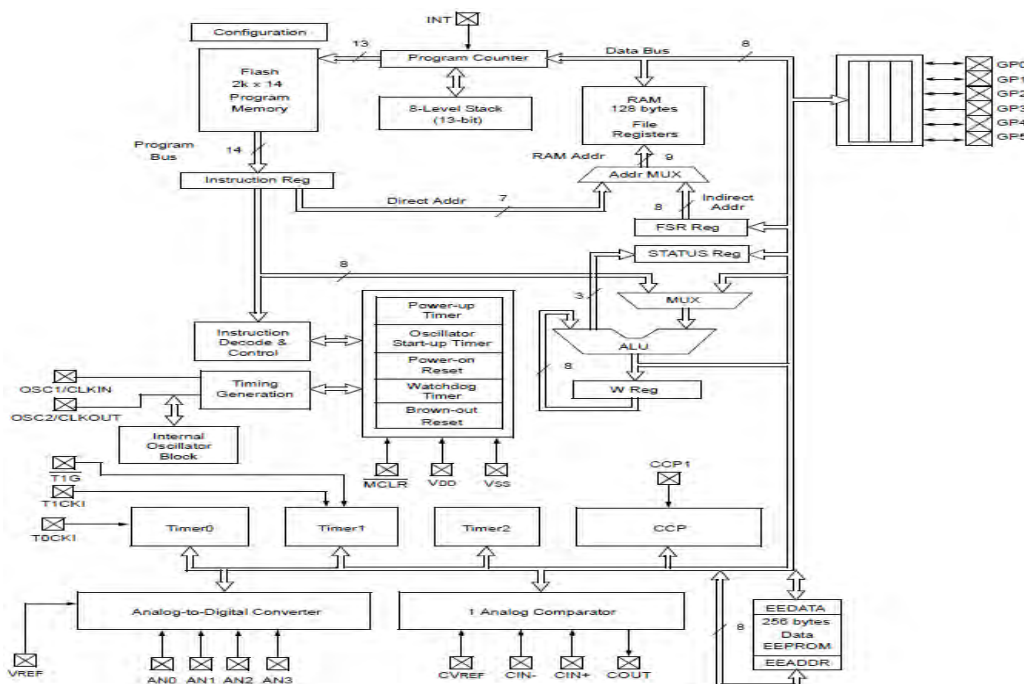 INT
Configuration
13
Program Counter
Data Bus
8
Flash
2k x 14
Program
Memory
8-Level Stack
(13-bit)
RAM
128 bytes
File
Registers
GP0
GP1
GP2
GP3
GP4
GP5
Program
Bus
14
RAM Addr
9
Addr MUX
Instruction Reg
Direct Addr
7
8
Indirect
Addr
FSR Reg
STATUS Reg
8
3
MUX
Power-up
Timer
Oscillator
Start-up Timer
Power-on
Reset
Watchdog
Timer
Brown-out
Reset
Instruction
Decode &
Control
ALU
8
W Reg
OSC1/CLKIN
OSC2/CLKOUT
Timing
Generation
Internal
Oscillator
Block
T1G
T1CKI
T0CKI
MCLR
VDD
VSS
CCP1
Timer0
Timer1
Timer2
CCP
Analog-to-Digital Converter
1 Analog Comparator
8
EEDATA
256 bytes
Data
EEPROM
EEADDR
VREF
AN0
AN1
AN2
AN3
CVREF
CIN-
CIN+
COUT